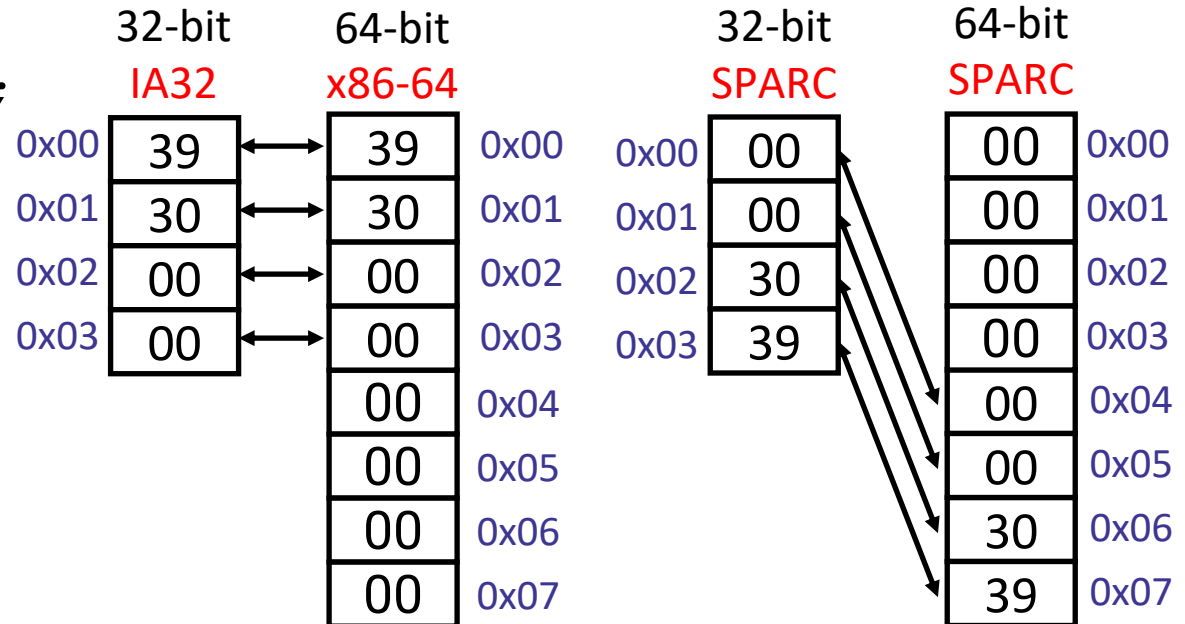 32-bit 64-bit 32-bit 64-bit
; IA32 x86-64 SPARC SPARC
0x00 39 39 0x00 0x00 00 00 0x00
0x01 30 30 0x01 0x01 00 00 0x01
0x02 00 00 0x02 0x02 30 00 0x02
0x03 00 00 0x03 0x03 39 00 0x03
00 0x04 00 0x04
00 0x05 00 0x05
00 0x06 30 0x06
00 0x07 39 0x07